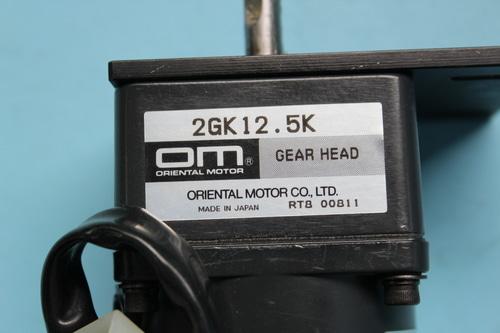 2GK12.5K
om® GEAR HEAD
ORIENTAL MOTOR
ORIENTAL MOTOR CO., LTD.
MADE IN JAPAN RT8 00811